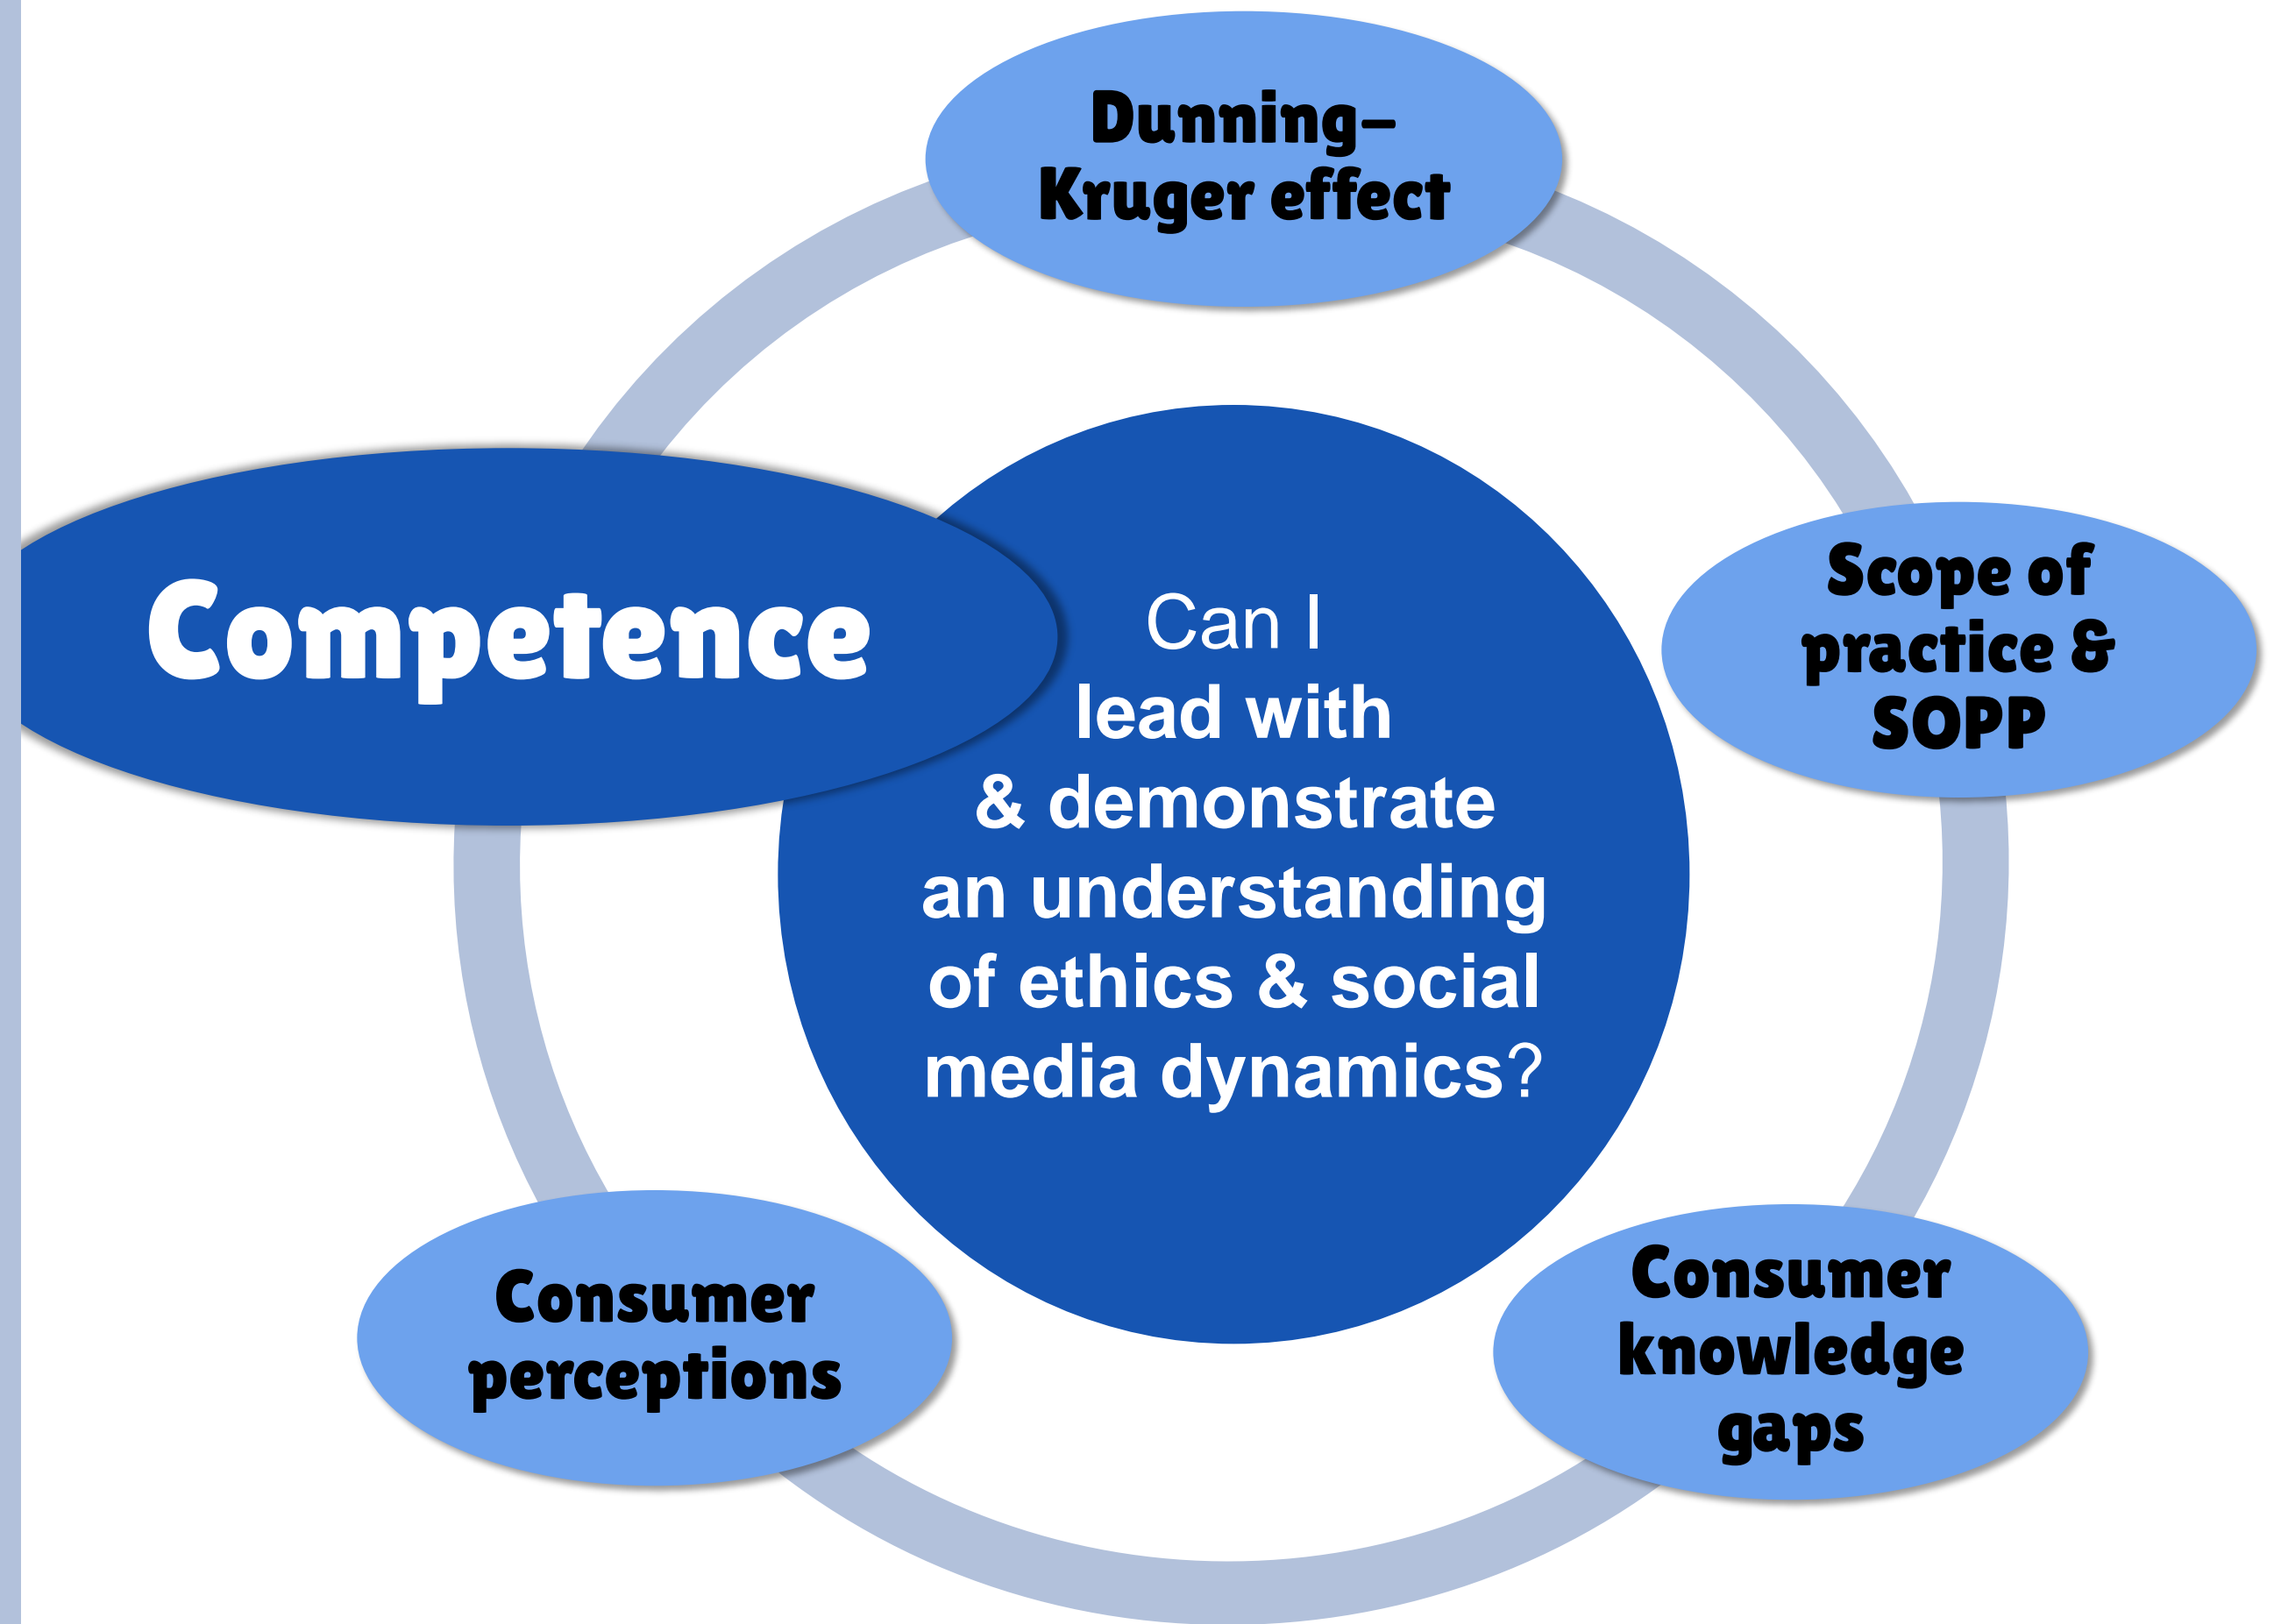 Dunning–
Kruger effect
Competence
Can I
lead with
& demonstrate
an understanding
of ethics & social
media dynamics?
Scope of
practice &
SOPP
Consumer
perceptions
Consumer
knowledge
gaps